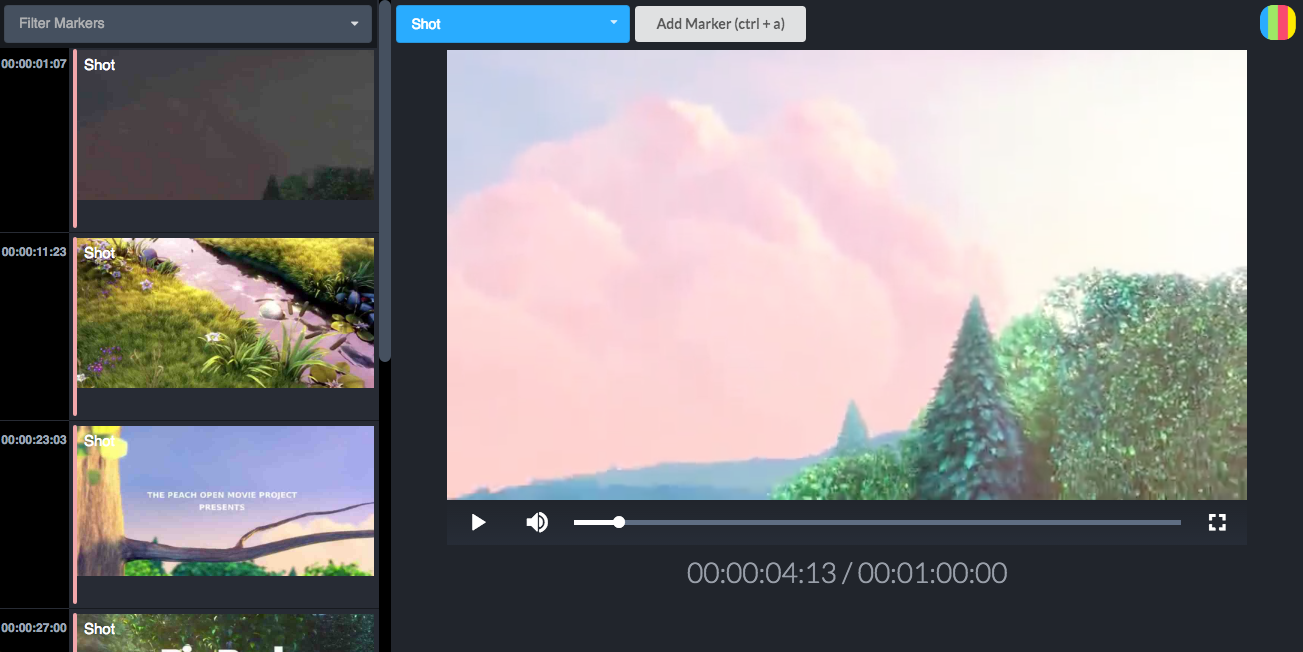 Filter Markers
Shot
Add Marker (ctrl + a)
00:00:01:07
Shot
00:00:11:23
Shot
00:00:23:03
Shot
THE PEACH OPEN MOVIE PROJECT
PRESENTS
00:00:27:00
Shot
00:00:04:13 / 00:01:00:00